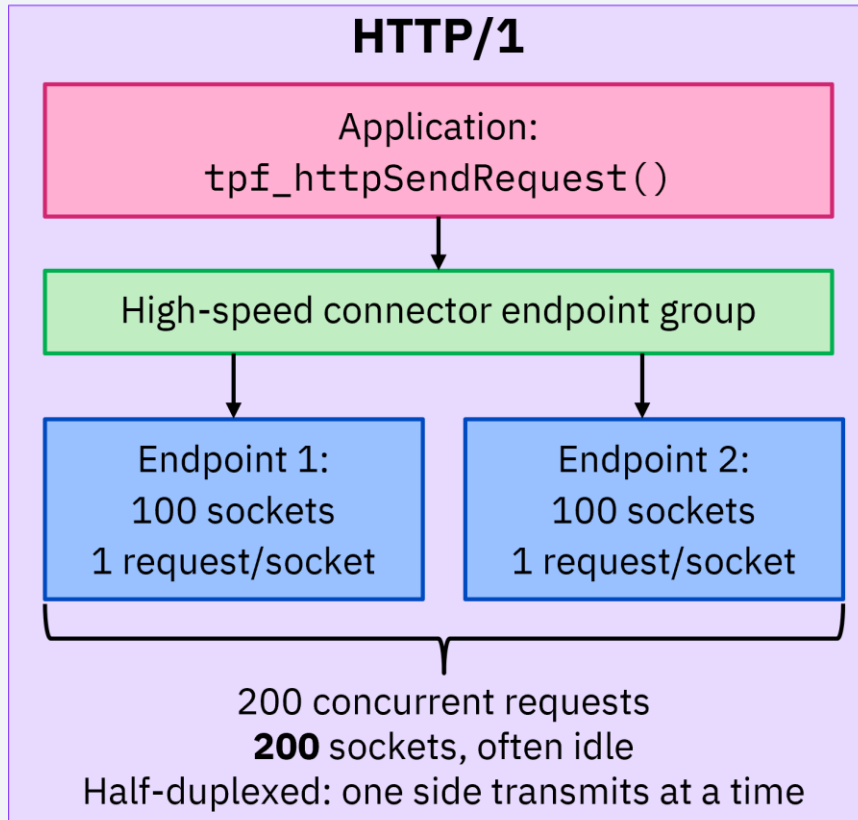 HTTP/1
Application:
tpf_httpSendRequest()
High-speed connector endpoint group
Endpoint 1:
100 sockets
1 request/socket
Endpoint 2:
100 sockets
1 request/socket
200 concurrent requests
200 sockets, often idle
Half-duplexed: one side transmits at a time